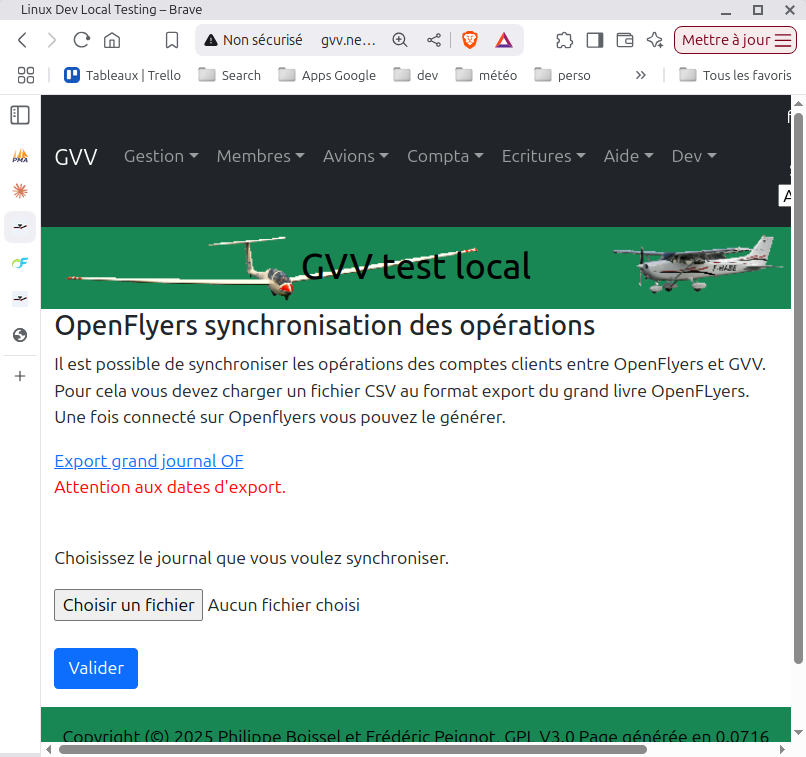 Linux Dev Local Testing – Brave
Non sécurisé gvv.ne... Mettre à jour
Tableaux | Trello Search Apps Google dev météo perso » Tous les favoris
PMA
GVV Gestion Membres Avions Compta Ecritures Aide Dev
GVV test local
OpenFlyers synchronisation des opérations
Il est possible de synchroniser les opérations des comptes clients entre OpenFlyers et GVV.
Pour cela vous devez charger un fichier CSV au format export du grand livre OpenFLyers.
Une fois connecté sur Openflyers vous pouvez le générer.
Export grand journal OF
Attention aux dates d'export.
Choisissez le journal que vous voulez synchroniser.
Choisir un fichier Aucun fichier choisi
Valider
Copyright (©) 2025 Philippe Boissel et Frédéric Peignot. GPL V3.0 Page générée en 0.0716